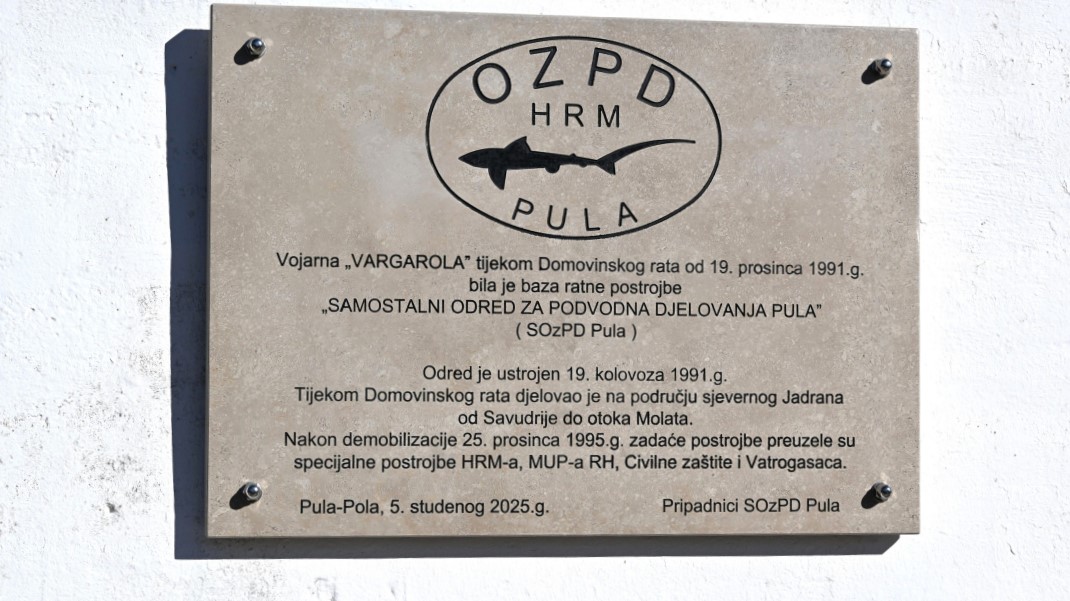 OZPD
HRM
PULA
Vojarna „VARGAROLA” tijekom Domovinskog rata od 19. prosinca 1991.g.
bila je baza ratne postrojbe
„SAMOSTALNI ODRED ZA PODVODNA DJELOVANJA PULA”
( SOzPD Pula )
Odred je ustrojen 19. kolovoza 1991.g.
Tijekom Domovinskog rata djelovao je na području sjevernog Jadrana
od Savudrije do otoka Molata.
Nakon demobilizacije 25. prosinca 1995.g. zadaće postrojbe preuzele su
specijalne postrojbe HRM-a, MUP-a RH, Civilne zaštite i Vatrogasaca.
Pula-Pola, 5. studenog 2025.g. Pripadnici SOzPD Pula